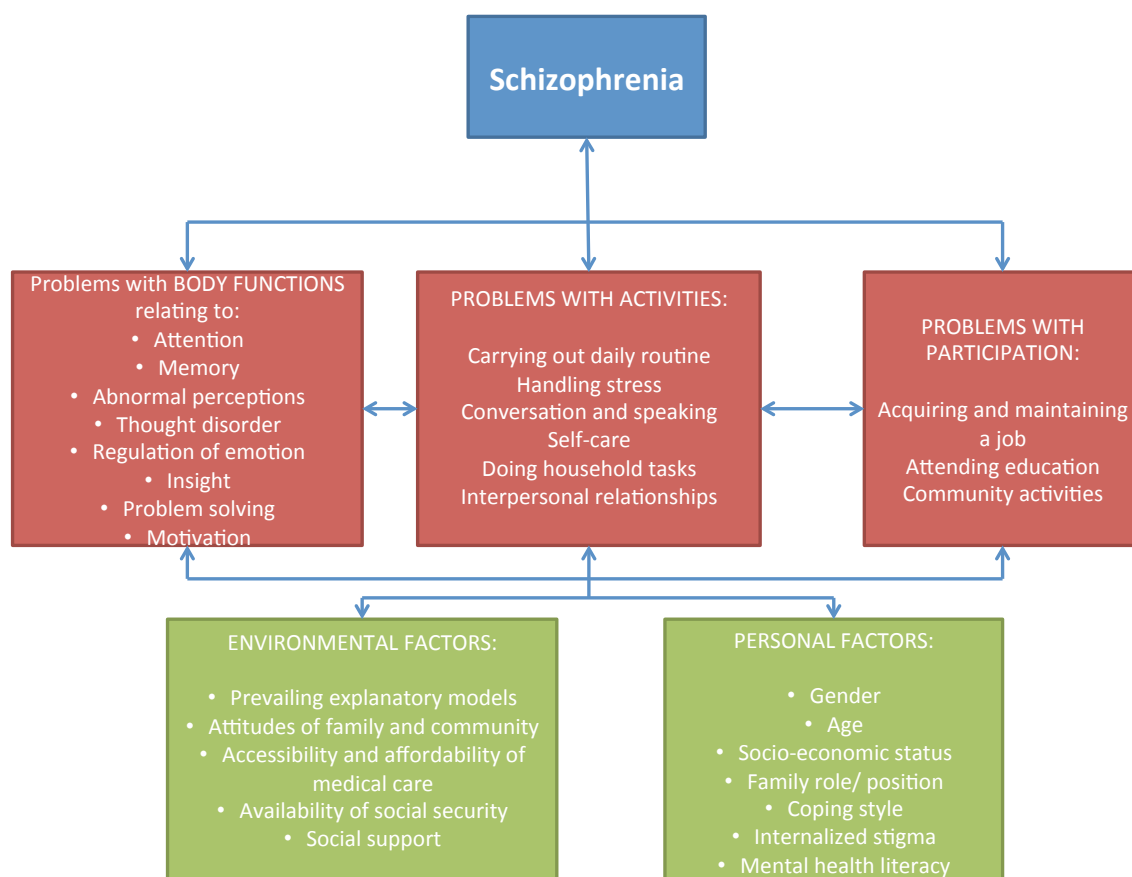 Schizophrenia
Problems with BODY FUNCTIONS
relating to:
• Attention
• Memory
• Abnormal perceptions
• Thought disorder
• Regulation of emotion
• Insight
• Problem solving
• Motivation
PROBLEMS WITH ACTIVITIES:
Carrying out daily routine
Handling stress
Conversation and speaking
Self-care
Doing household tasks
Interpersonal relationships
PROBLEMS WITH
PARTICIPATION:
Acquiring and maintaining
a job
Attending education
Community activities
ENVIRONMENTAL FACTORS:
• Prevailing explanatory models
• Attitudes of family and community
• Accessibility and affordability of
medical care
• Availability of social security
• Social support
PERSONAL FACTORS:
• Gender
• Age
• Socio-economic status
• Family role/ position
• Coping style
• Internalized stigma
• Mental health literacy